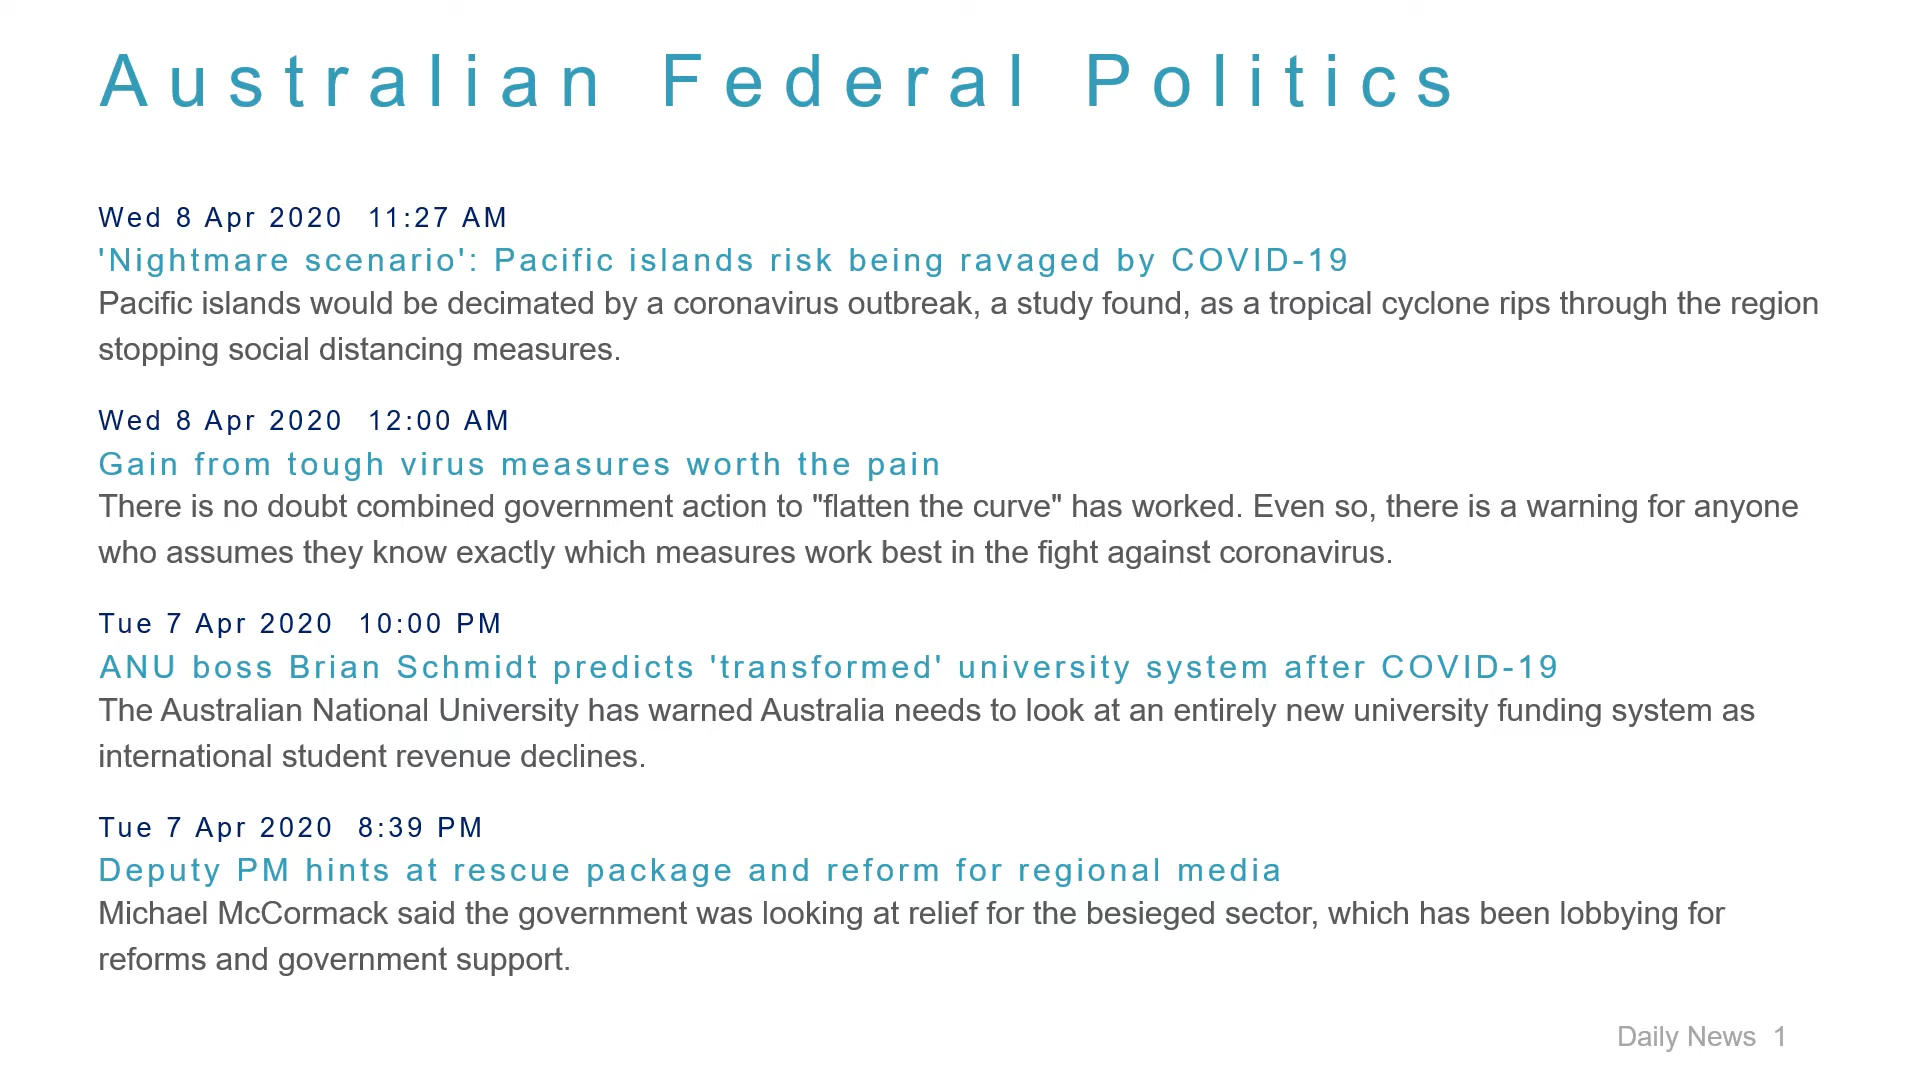 Australian Federal Politics
Wed 8 Apr 2020 11:27 AM
'Nightmare scenario': Pacific islands risk being ravaged by COVID-19
Pacific islands would be decimated by a coronavirus outbreak, a study found, as a tropical cyclone rips through the region
stopping social distancing measures.
Wed 8 Apr 2020 12:00 AM
Gain from tough virus measures worth the pain
There is no doubt combined government action to "flatten the curve" has worked. Even so, there is a warning for anyone
who assumes they know exactly which measures work best in the fight against coronavirus.
Tue 7 Apr 2020 10:00 PM
ANU boss Brian Schmidt predicts 'transformed' university system after COVID-19
The Australian National University has warned Australia needs to look at an entirely new university funding system as
international student revenue declines.
Tue 7 Apr 2020 8:39 PM
Deputy PM hints at rescue package and reform for regional media
Michael McCormack said the government was looking at relief for the besieged sector, which has been lobbying for
reforms and government support.
Daily News 1